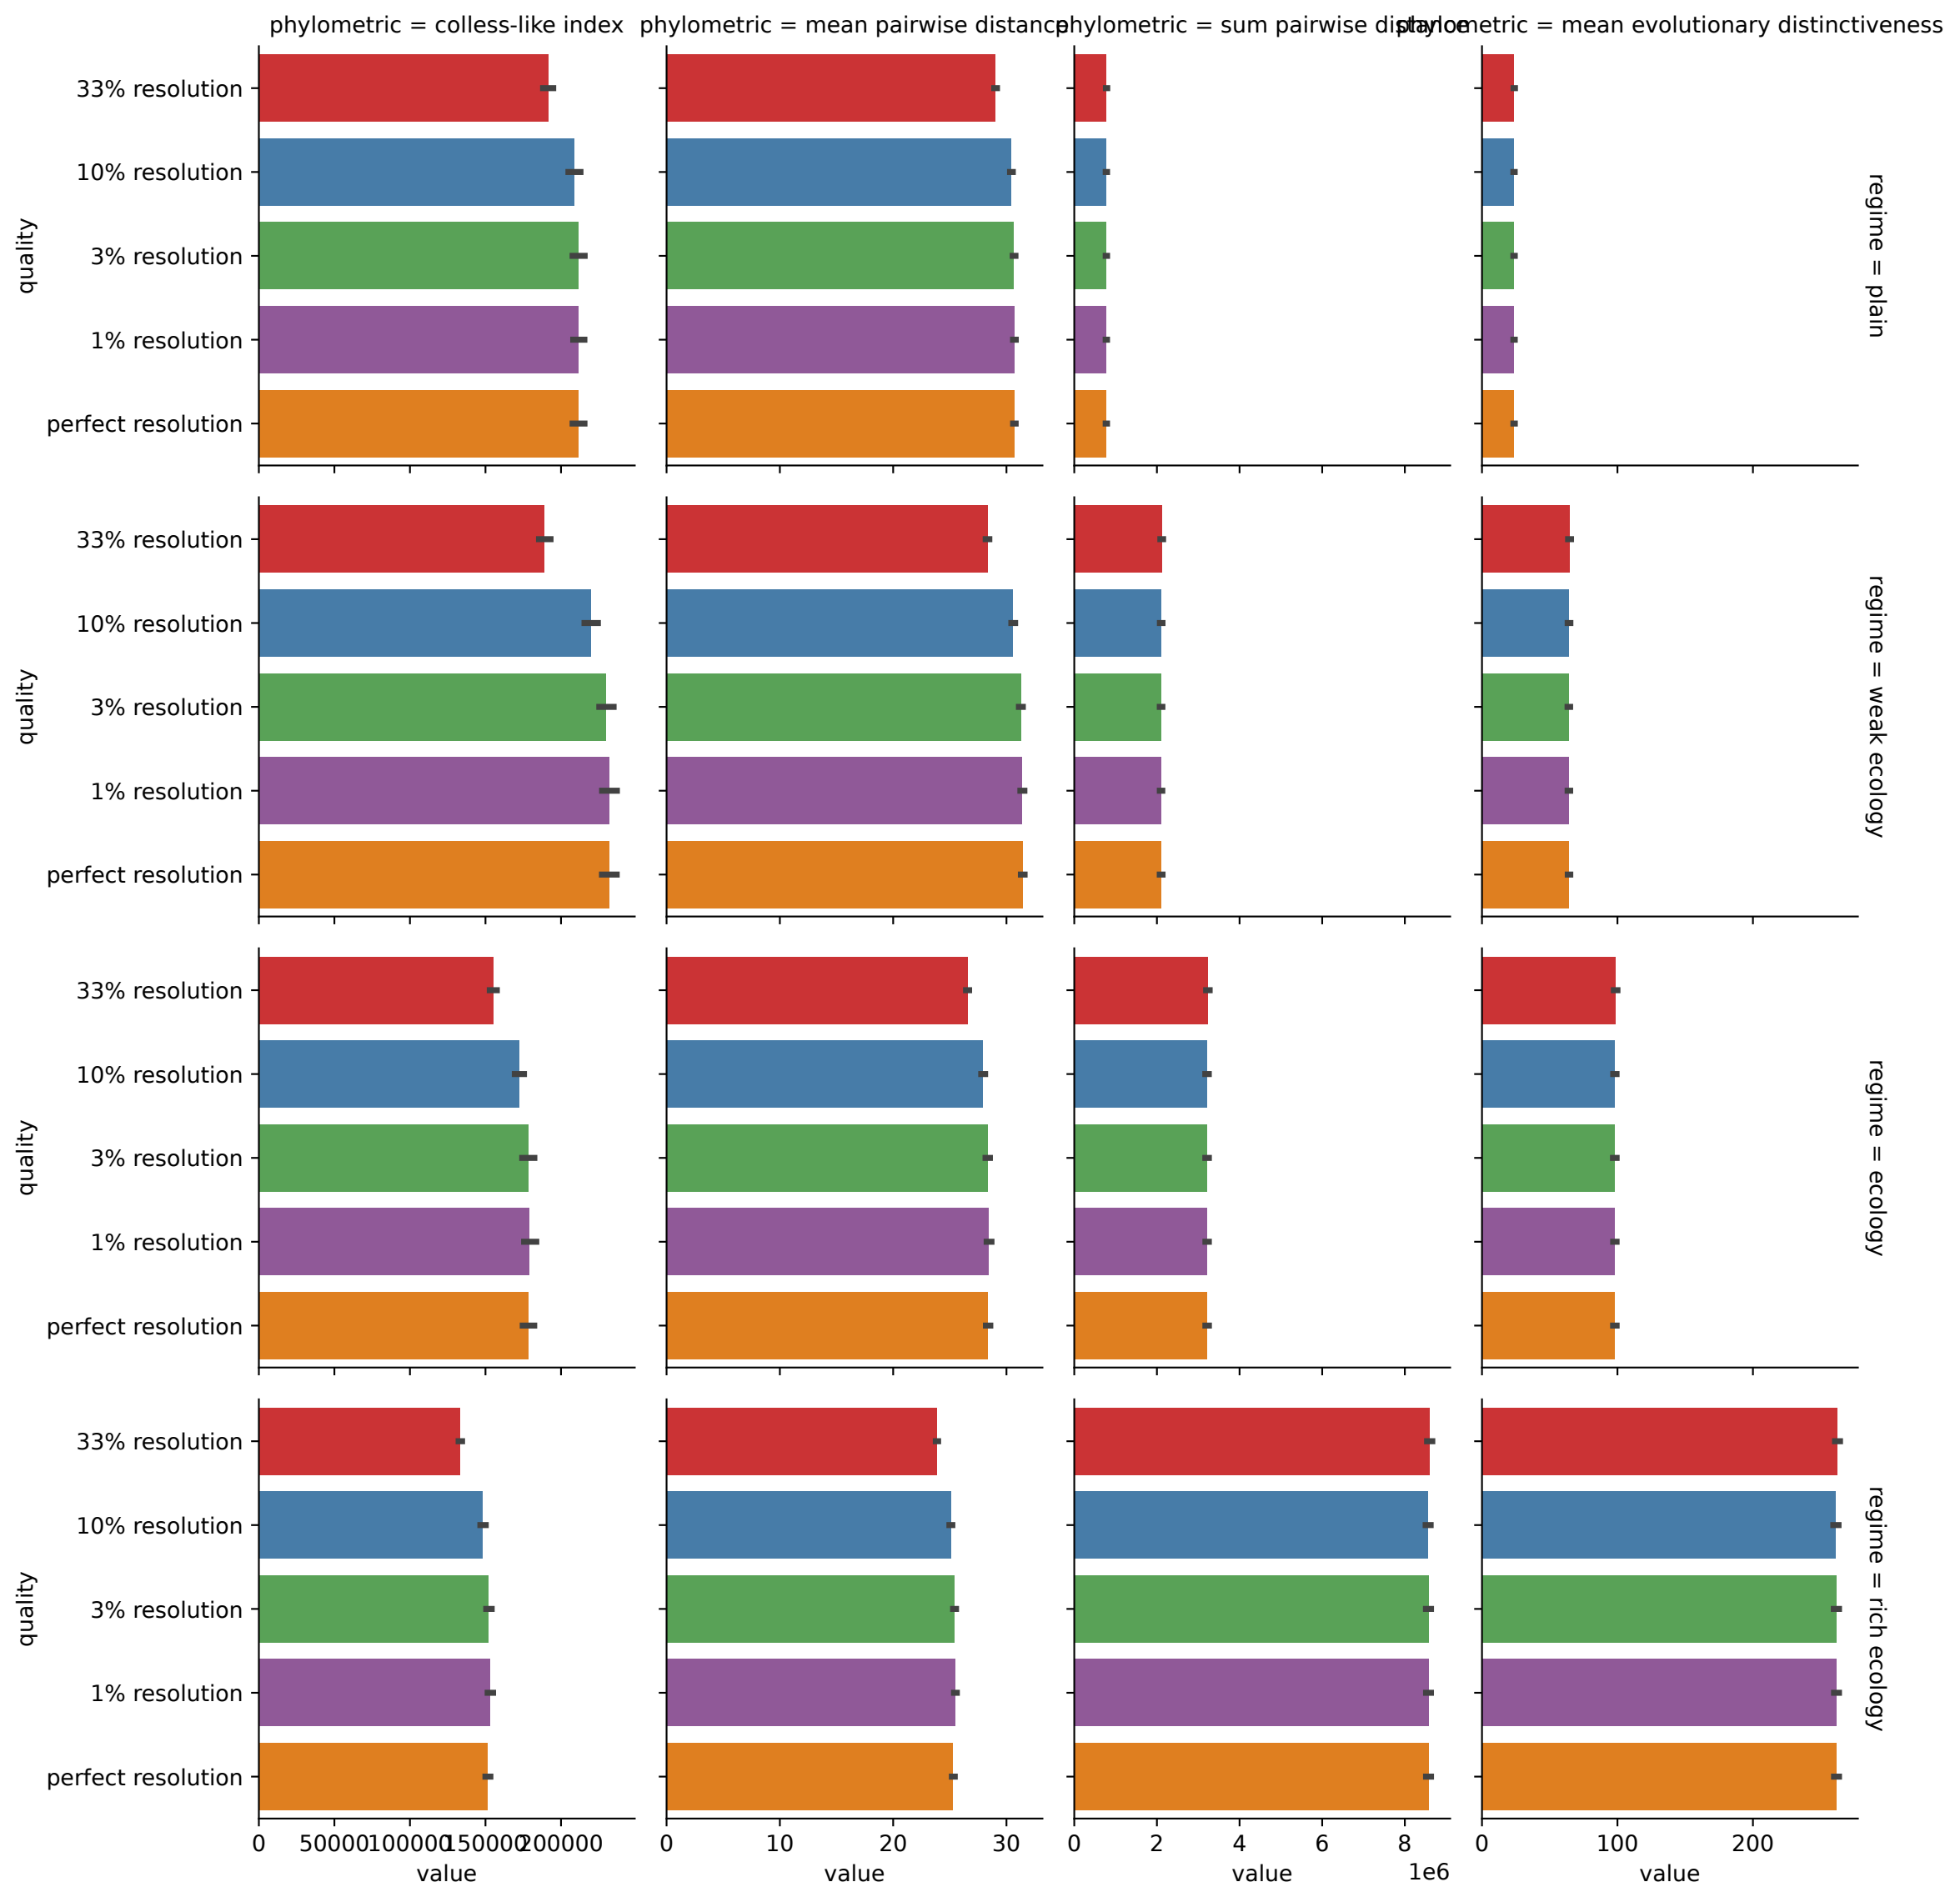 phylometric = colless-like index
phylometric = mean pairwise distance
phylometric = sum pairwise distance
phylometric = mean evolutionary distinctiveness
quality
33% resolution
10% resolution
3% resolution
1% resolution
perfect resolution
regime = plain
quality
33% resolution
10% resolution
3% resolution
1% resolution
perfect resolution
regime = weak ecology
quality
33% resolution
10% resolution
3% resolution
1% resolution
perfect resolution
regime = ecology
quality
33% resolution
10% resolution
3% resolution
1% resolution
perfect resolution
regime = rich ecology
0 50000 100000 150000 200000
value
0 10 20 30
value
0 2 4 6 8
1e6
value
0 100 200
value